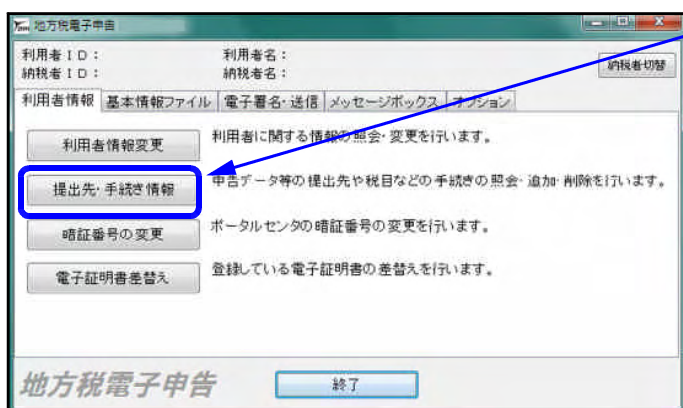 地方税電子申告
利用者ID：
利用者名：
納税者ID：
納税者名：
納税者切替
利用者情報 基本情報ファイル 電子署名・送信 メッセージボックス オプション
利用者情報変更
利用者に関する情報の照会・変更を行います。
提出先・手続き情報
申告データ等の提出先や税目などの手続きの照会・追加・削除を行います。
暗証番号の変更
ポータルセンタの暗証番号の変更を行います。
電子証明書差替え
登録している電子証明書の差替えを行います。
地方税電子申告
終了